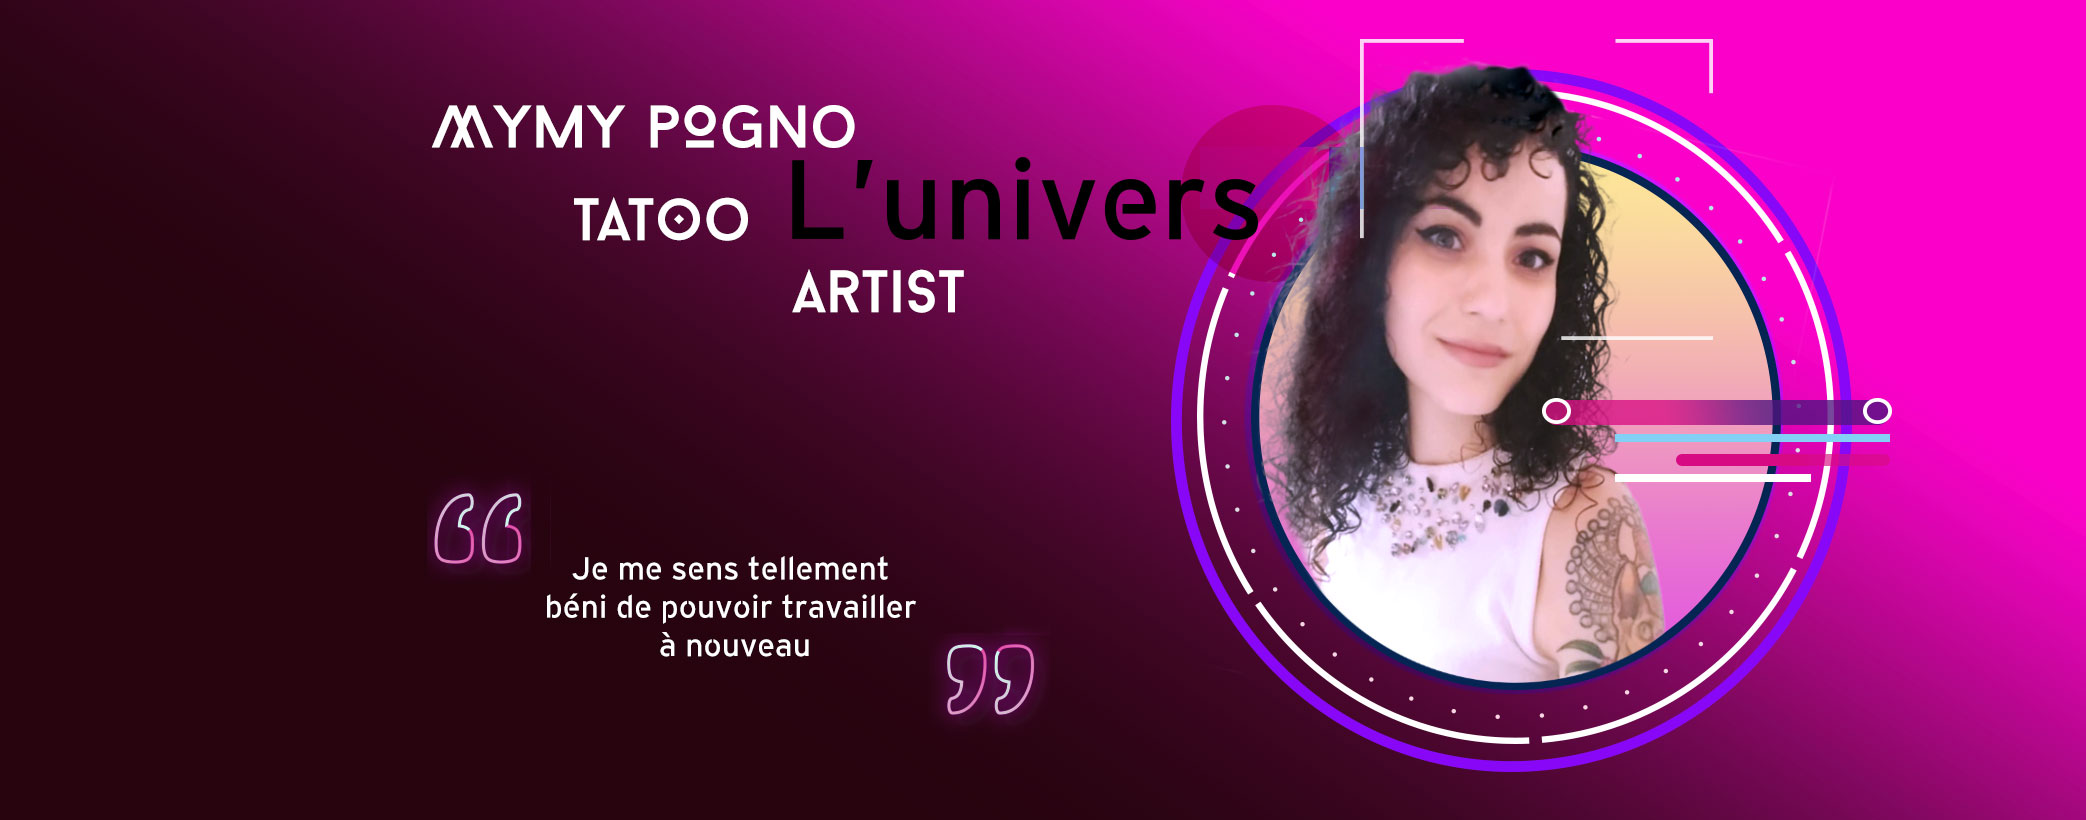 MYMY POGNO
TATOO L'univers
ARTIST
Je me sens tellement
béni de pouvoir travailler
à nouveau